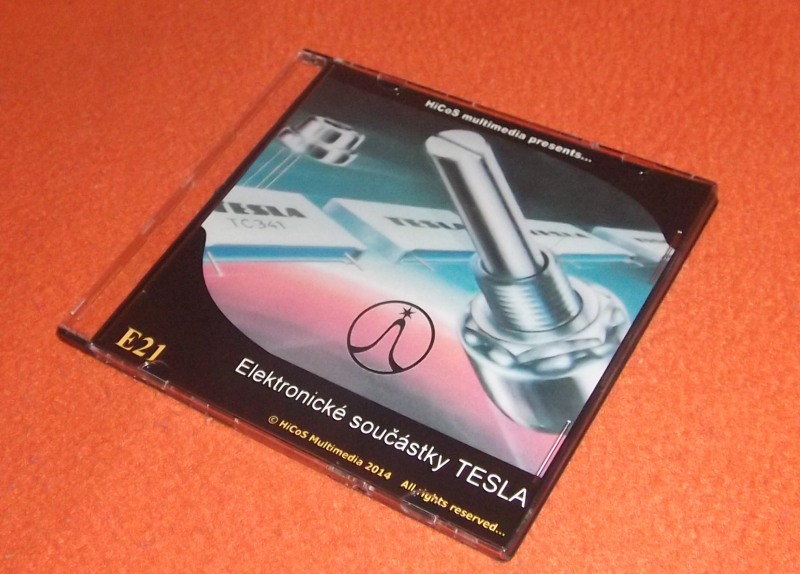 HiCoS multimedia presents...
TESLA
TC341
TESLA
E21
Elektronické součástky TESLA
© HiCoS Multimedia 2014 All rights reserved...